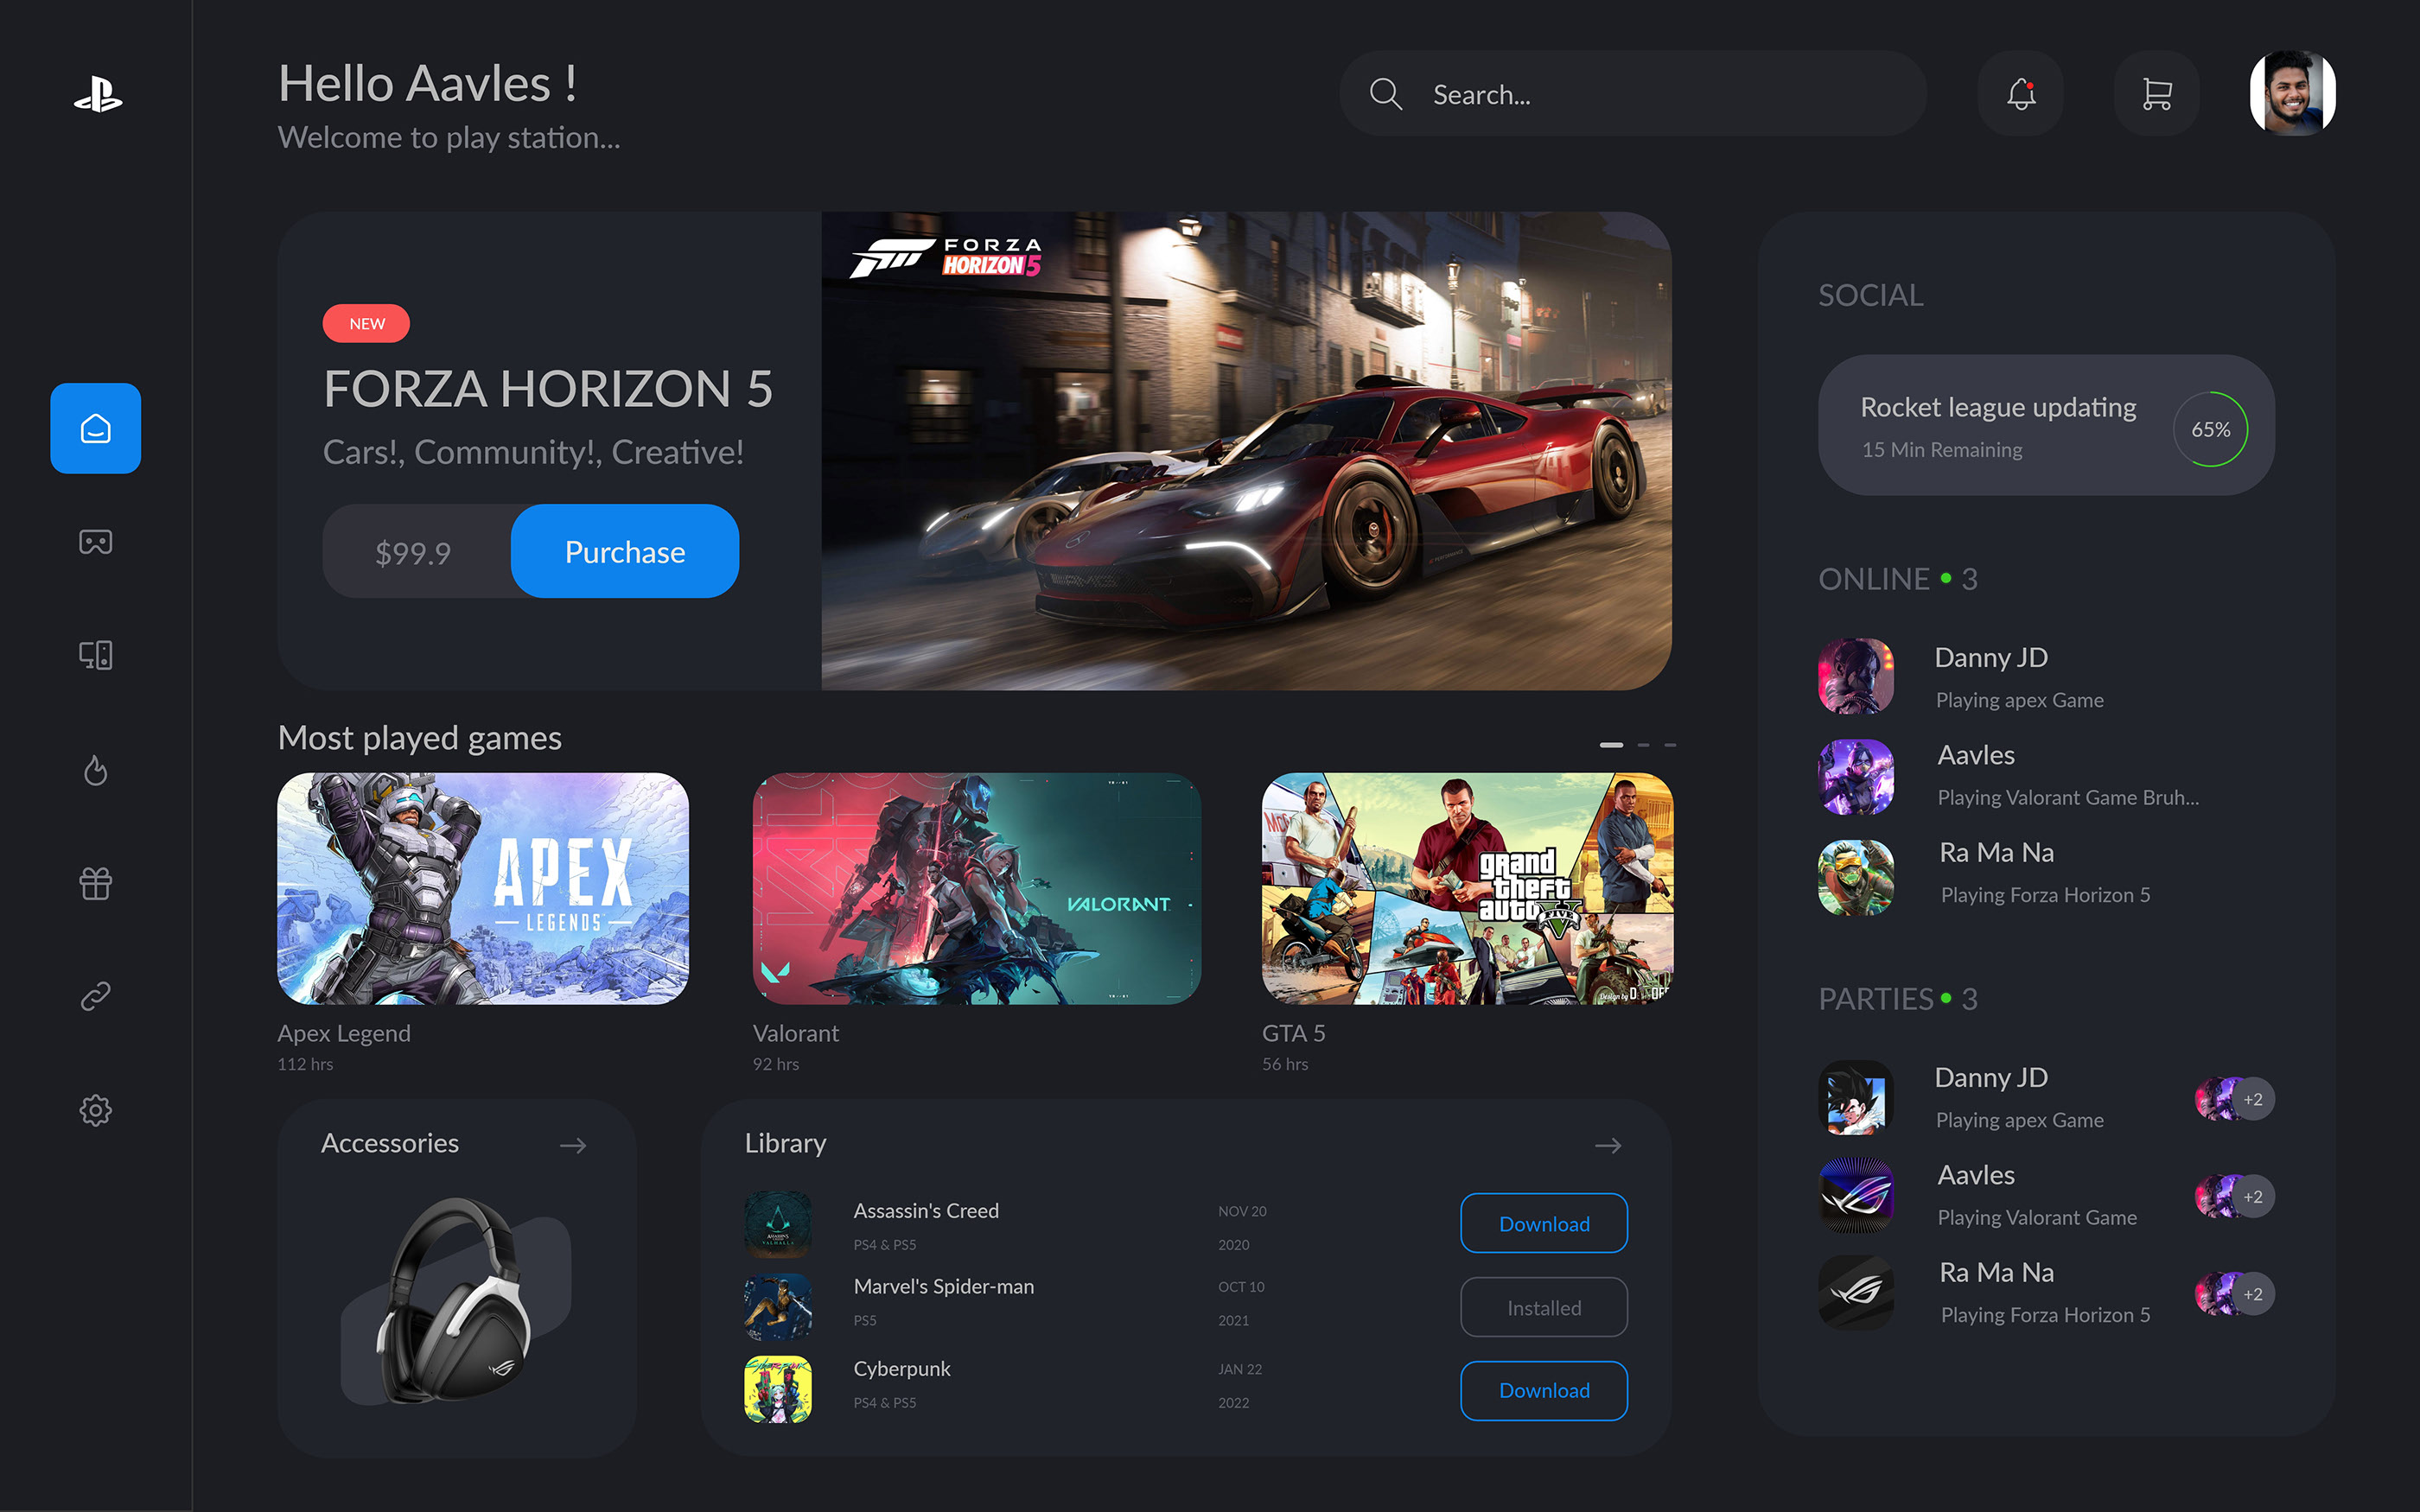 Hello Aavles !
Welcome to play station...
Search...
NEW
FORZA HORIZON 5
Cars!, Community!, Creative!
$99.9
Purchase
FORZA
HORIZON 5
Most played games
APEX
LEGENDS
VALORANT
grand
theft
auto
FIVE
Apex Legend
112 hrs
Valorant
92 hrs
GTA 5
56 hrs
Accessories
Library
Assassin's Creed
PS4 & PS5
NOV 20
2020
Download
Marvel's Spider-man
PS5
OCT 10
2021
Installed
Cyberpunk
PS4 & PS5
JAN 22
2022
Download
SOCIAL
Rocket league updating
15 Min Remaining
65%
ONLINE • 3
Danny JD
Playing apex Game
Aavles
Playing Valorant Game Bruh...
Ra Ma Na
Playing Forza Horizon 5
PARTIES • 3
Danny JD
Playing apex Game
+2
Aavles
Playing Valorant Game
+2
Ra Ma Na
Playing Forza Horizon 5
+2